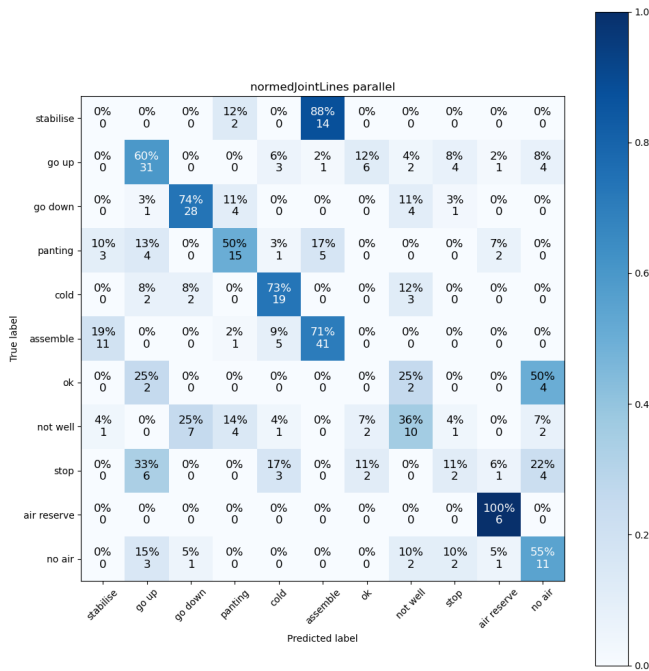 normedJointLines parallel
1.0
0.8
0.6
0.4
0.2
0.0
True label
stabilise 0% 0% 0% 12% 0% 88% 0% 0% 0% 0% 0%
0 0 0 2 0 14 0 0 0 0 0
go up 0% 60% 0% 0% 6% 2% 12% 4% 8% 2% 8%
0 31 0 0 3 1 6 2 4 1 4
go down 0% 3% 74% 11% 0% 0% 0% 11% 3% 0% 0%
0 1 28 4 0 0 0 4 1 0 0
panting 10% 13% 0% 50% 3% 17% 0% 0% 0% 7% 0%
3 4 0 15 1 5 0 0 0 2 0
cold 0% 8% 8% 0% 73% 0% 0% 12% 0% 0% 0%
0 2 2 0 19 0 0 3 0 0 0
assemble 19% 0% 0% 2% 9% 71% 0% 0% 0% 0% 0%
11 0 0 1 5 41 0 0 0 0 0
ok 0% 25% 0% 0% 0% 0% 0% 25% 0% 0% 50%
0 2 0 0 0 0 0 2 0 0 4
not well 4% 0% 25% 14% 4% 0% 7% 36% 4% 0% 7%
1 0 7 4 1 0 2 10 1 0 2
stop 0% 33% 0% 0% 17% 0% 11% 0% 11% 6% 22%
0 6 0 0 3 0 2 0 2 1 4
air reserve 0% 0% 0% 0% 0% 0% 0% 0% 0% 100% 0%
0 0 0 0 0 0 0 0 0 6 0
no air 0% 15% 5% 0% 0% 0% 0% 10% 10% 5% 55%
0 3 1 0 0 0 0 2 2 1 11
stabilise go up go down panting cold assemble ok not well stop air reserve no air
Predicted label